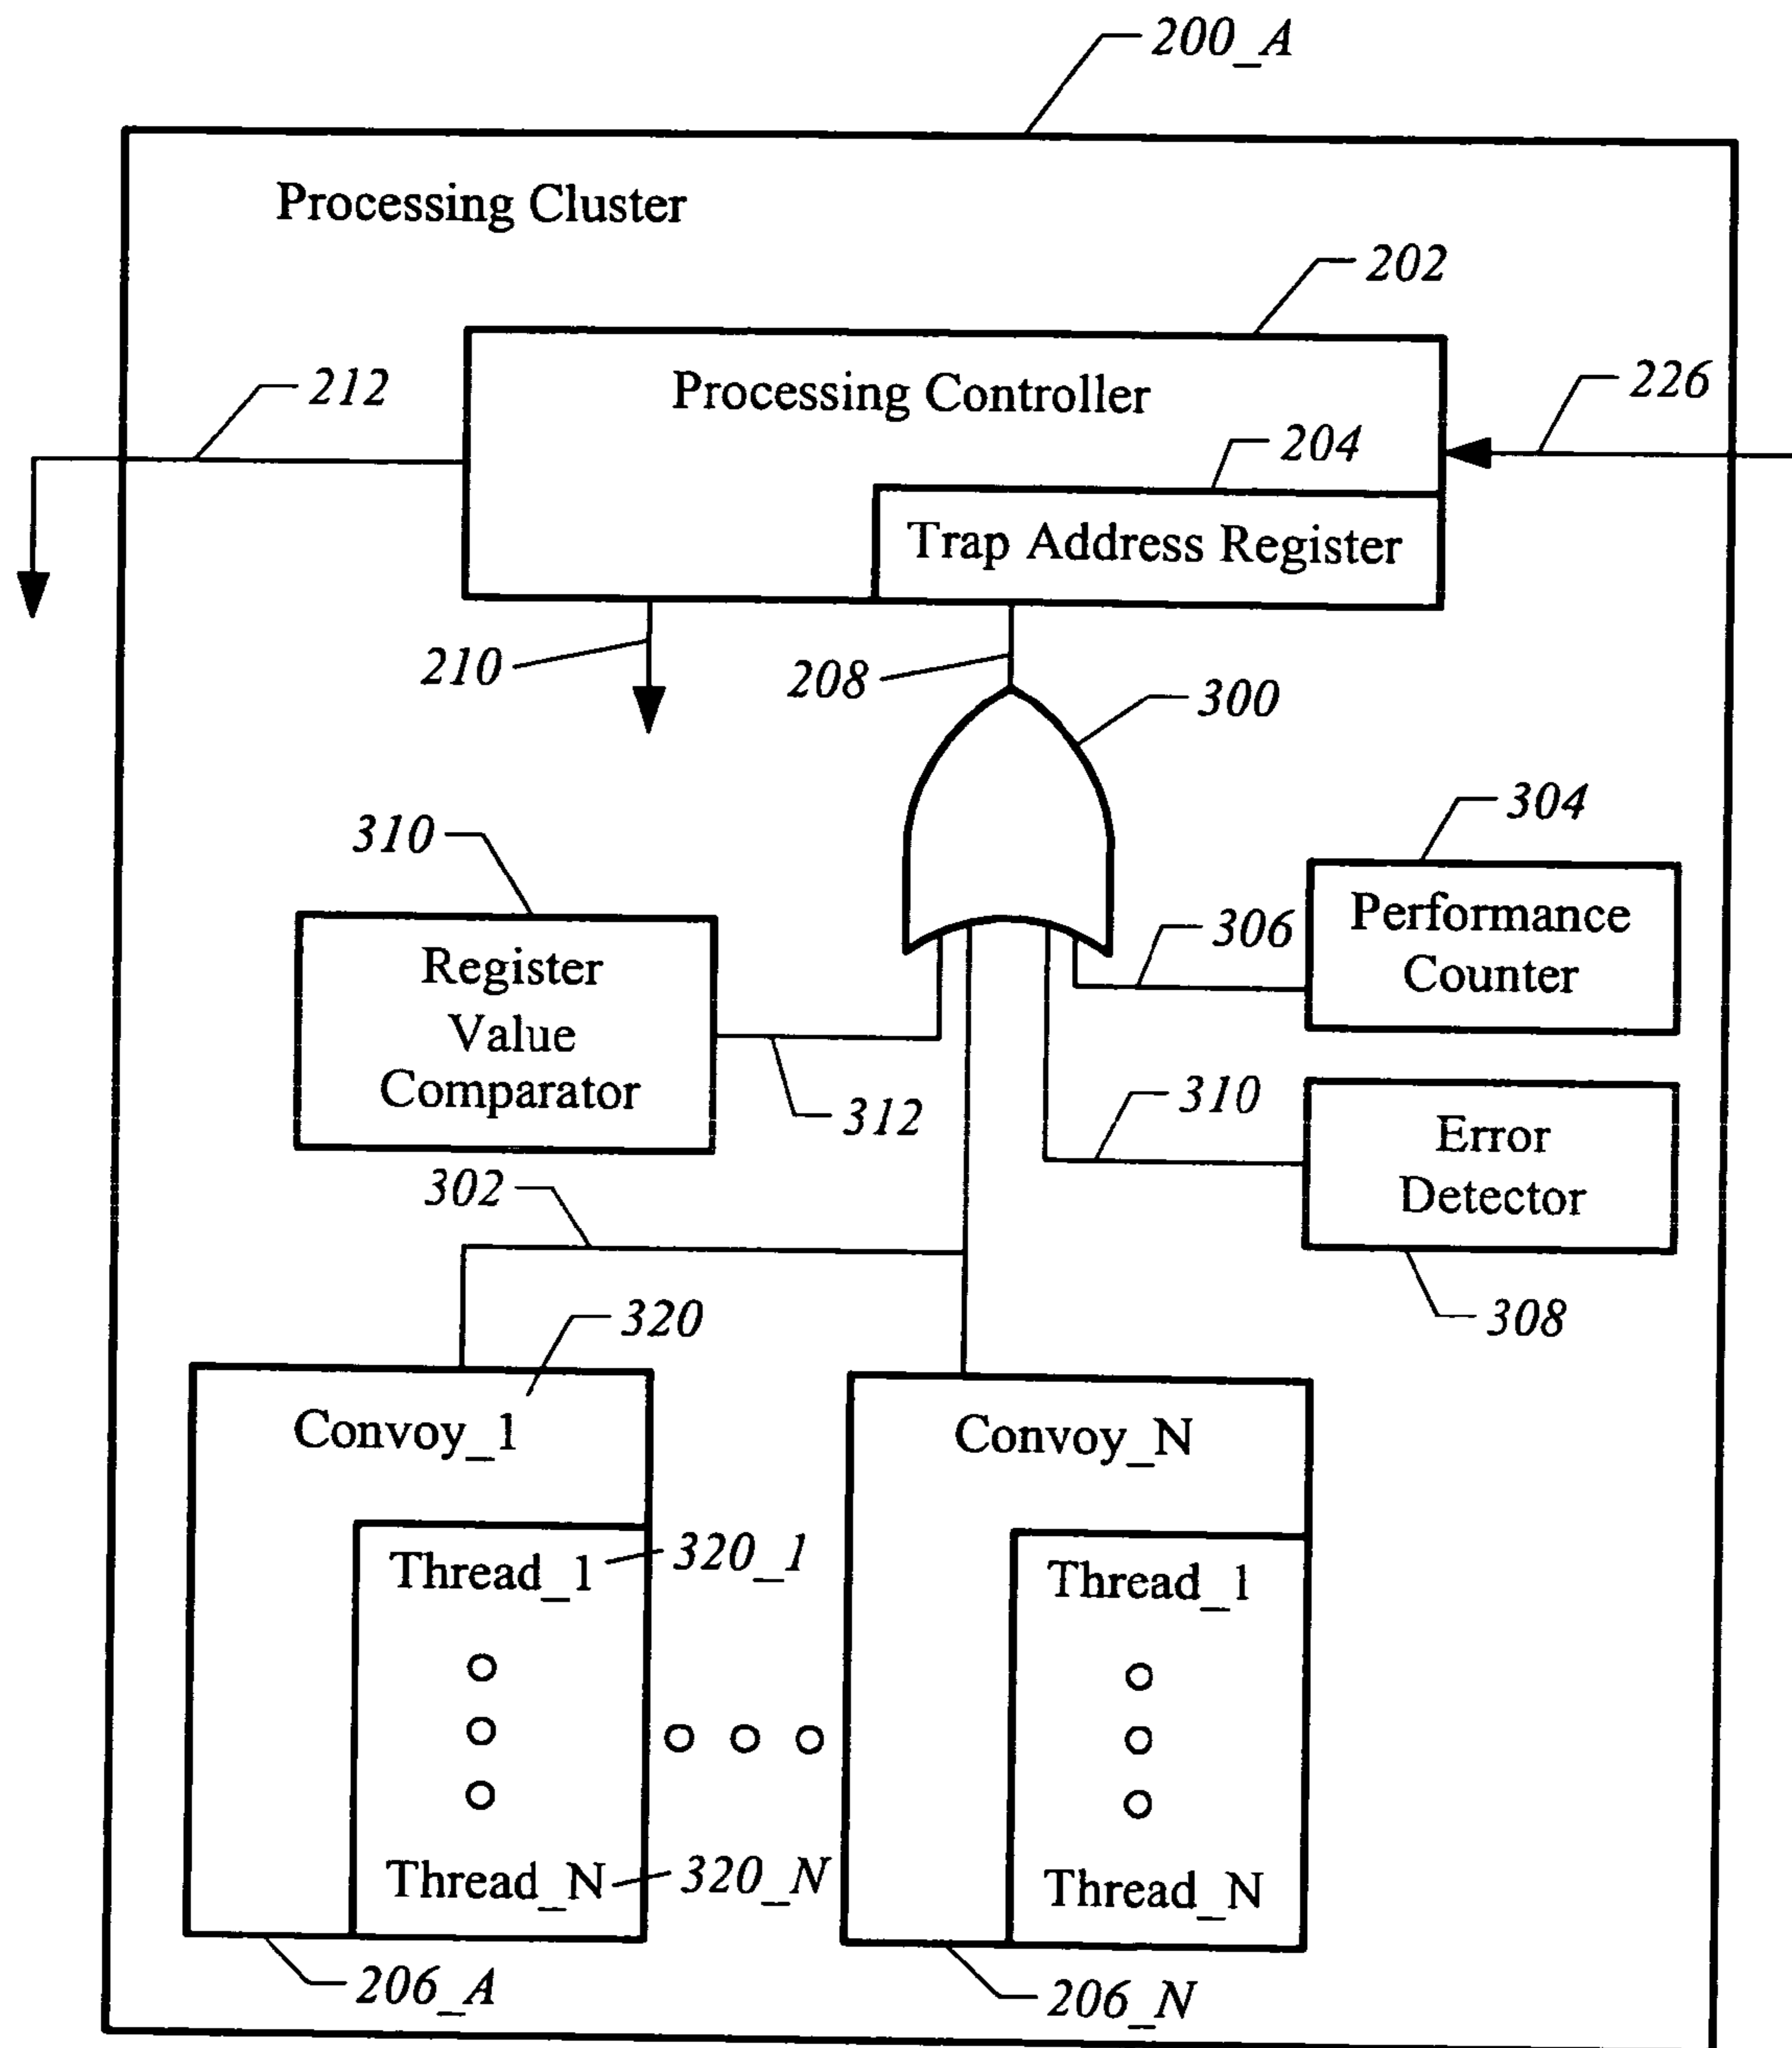 200_A
Processing Cluster
202
212
Processing Controller
226
204
Trap Address Register
210
208
300
304
310
Performance
Counter
306
Register
Value
Comparator
312
310
Error
Detector
302
308
320
Convoy_1
Convoy_N
Thread_1
320_1
Thread_1
Thread_N
320_N
Thread_N
206_A
206_N